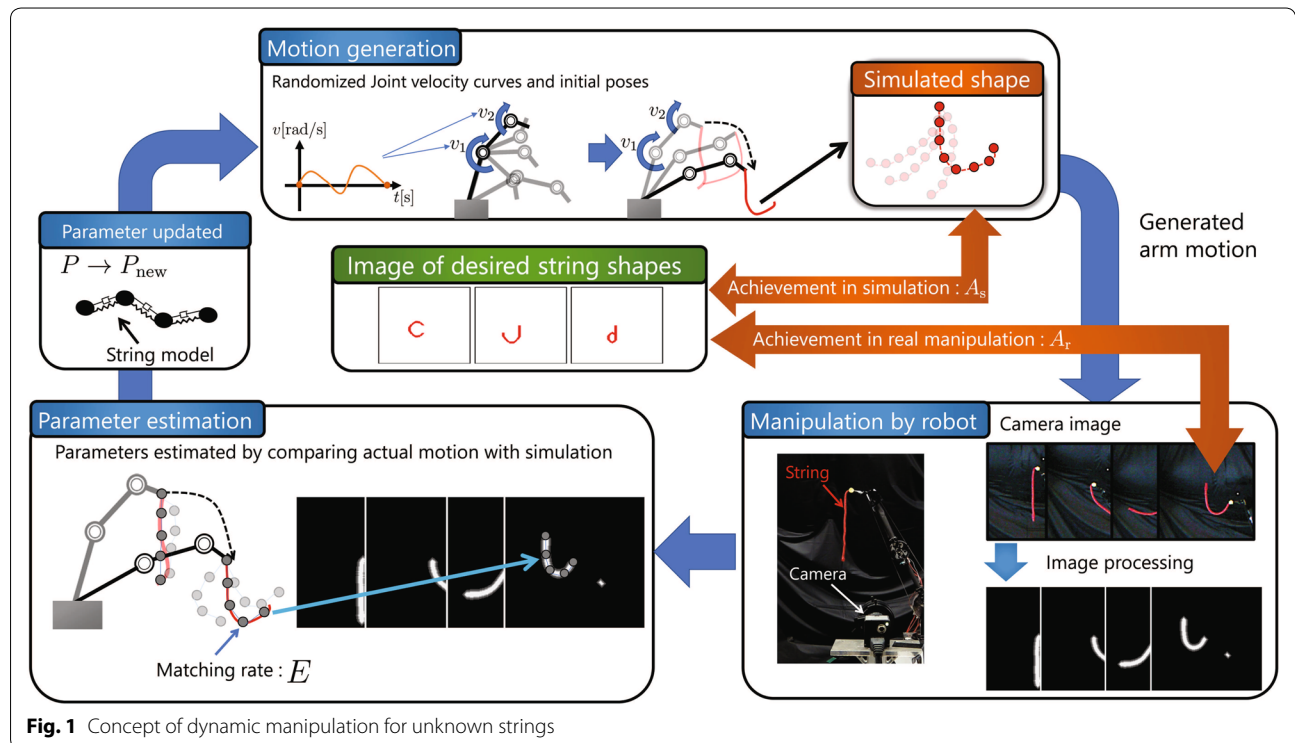 Motion generation
Randomized Joint velocity curves and initial poses
v[rad/s]
t[s]
v₁
v₂
v₁
v₂
Simulated shape
Parameter updated
P → P_new
String model
Image of desired string shapes
Achievement in simulation : A_s
Achievement in real manipulation : A_r
Generated
arm motion
Parameter estimation
Parameters estimated by comparing actual motion with simulation
Matching rate : E
Manipulation by robot
Camera image
String
Camera
Image processing
Fig. 1 Concept of dynamic manipulation for unknown strings